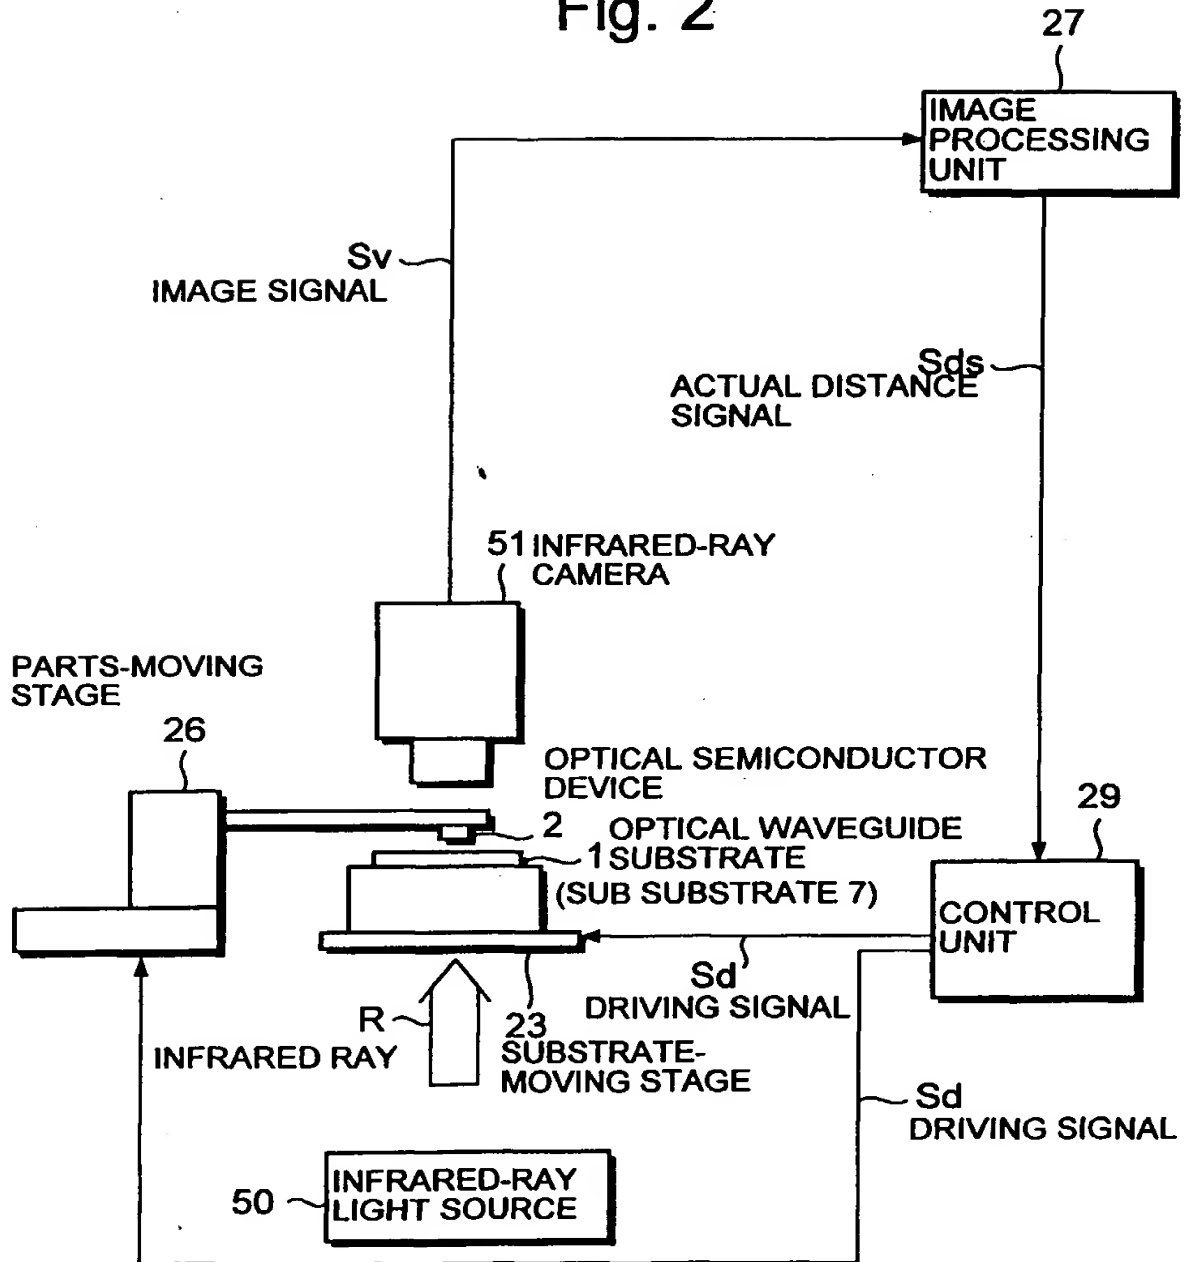 Fig. 2
27
IMAGE
PROCESSING
UNIT
Sv
IMAGE SIGNAL
Sds
ACTUAL DISTANCE
SIGNAL
51 INFRARED-RAY
CAMERA
PARTS-MOVING
STAGE
26
OPTICAL SEMICONDUCTOR
DEVICE
2
29
OPTICAL WAVEGUIDE
1 SUBSTRATE
(SUB SUBSTRATE 7)
CONTROL
UNIT
Sd
DRIVING SIGNAL
R
INFRARED RAY
23
SUBSTRATE-
MOVING STAGE
Sd
DRIVING SIGNAL
50
INFRARED-RAY
LIGHT SOURCE